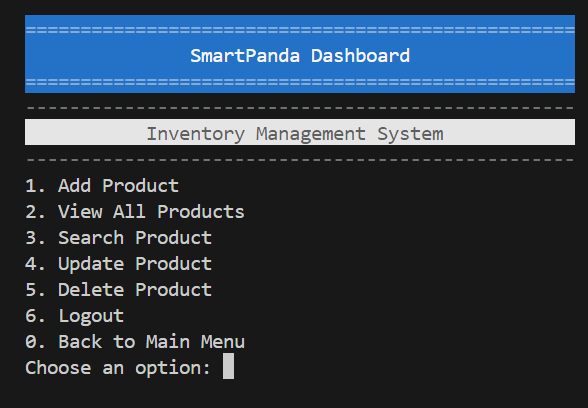 ==================================================
SmartPanda Dashboard
==================================================
--------------------------------------------------
Inventory Management System
--------------------------------------------------
1. Add Product
2. View All Products
3. Search Product
4. Update Product
5. Delete Product
6. Logout
0. Back to Main Menu
Choose an option: